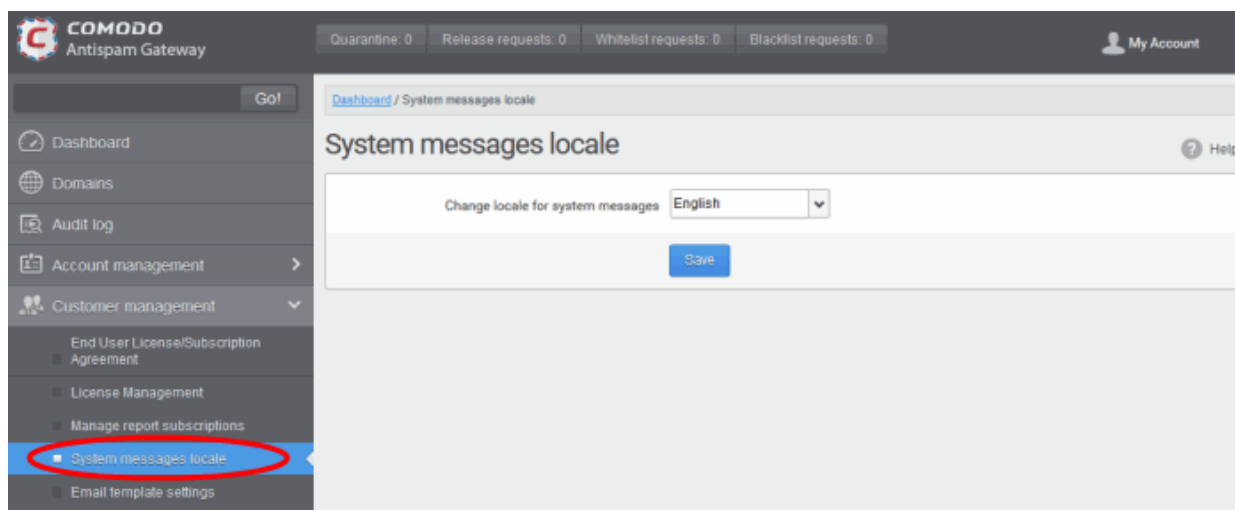 COMODO
Antispam Gateway
Quarantine: 0
Release requests: 0
Whitelist requests: 0
Blacklist requests: 0
My Account
Go!
Dashboard
Domains
Audit log
Account management
Customer management
End User License/Subscription
Agreement
License Management
Manage report subscriptions
System messages locale
Email template settings
Dashboard / System messages locale
System messages locale
Help
Change locale for system messages
English
Save